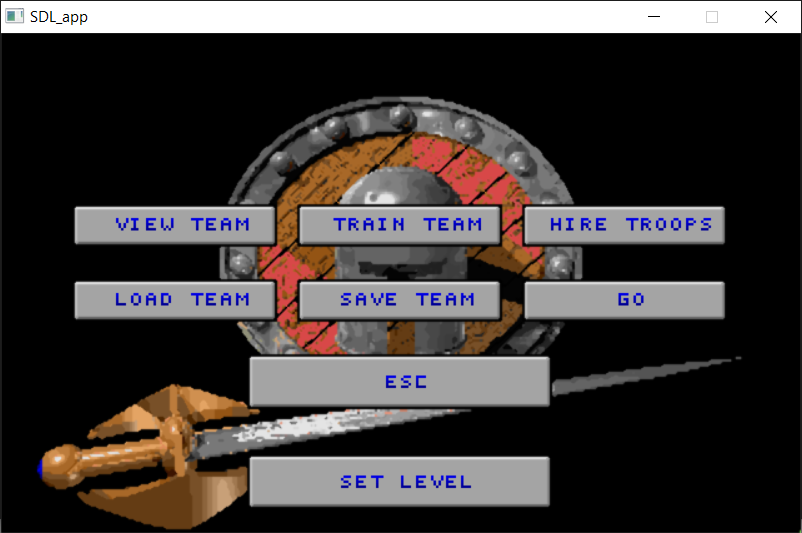 SDL_app
VIEW TEAM
TRAIN TEAM
HIRE TROOPS
LOAD TEAM
SAVE TEAM
GO
ESC
SET LEVEL